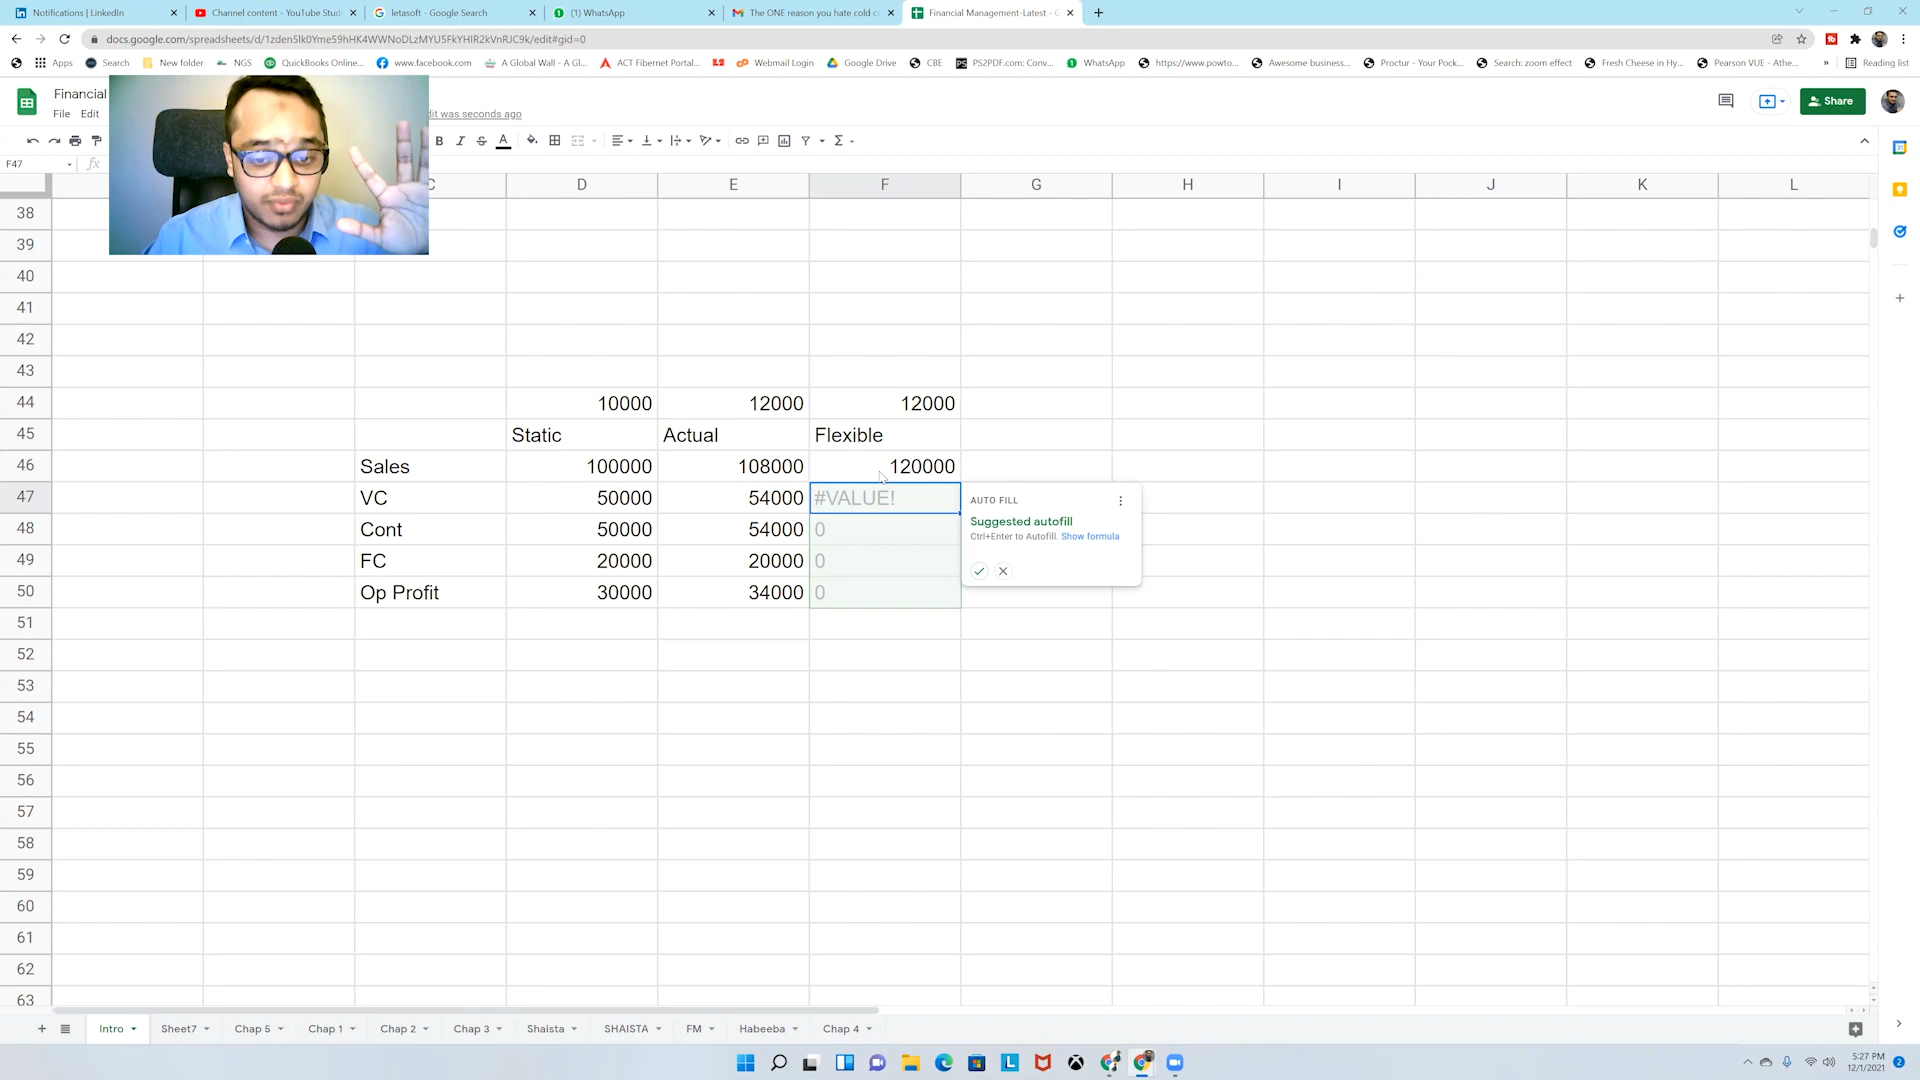 Notifications | LinkedIn
Channel content - YouTube Studi
letasoft - Google Search
(1) WhatsApp
The ONE reason you hate cold c
Financial Management-Latest - G
docs.google.com/spreadsheets/d/1zden5lk0Yme59hHK4WWNoDLzMYU5FkYHIR2kVnRJC9k/edit#gid=0
Apps
Search
New folder
NGS
QuickBooks Online...
www.facebook.com
A Global Wall - A Gl...
ACT Fibernet Portal...
Webmail Login
Google Drive
CBE
PS2PDF.com: Conv...
WhatsApp
https://www.powto...
Awesome business...
Proctur - Your Pock...
Search: zoom effect
Fresh Cheese in Hy...
Pearson VUE - Athe...
»
Reading list
Financial
File Edit
dit was seconds ago
Share
B I S A
F47
fx
C D E F G H I J K L
38
39
40
41
42
43
44 10000 12000 12000
45 Static Actual Flexible
46 Sales 100000 108000 120000
47 VC 50000 54000 #VALUE!
48 Cont 50000 54000 0
49 FC 20000 20000 0
50 Op Profit 30000 34000 0
AUTO FILL
Suggested autofill
Ctrl+Enter to Autofill. Show formula
51
52
53
54
55
56
57
58
59
60
61
62
63
Intro Sheet7 Chap 5 Chap 1 Chap 2 Chap 3 Shaista SHAISTA FM Habeeba Chap 4
5:27 PM
12/1/2021
2